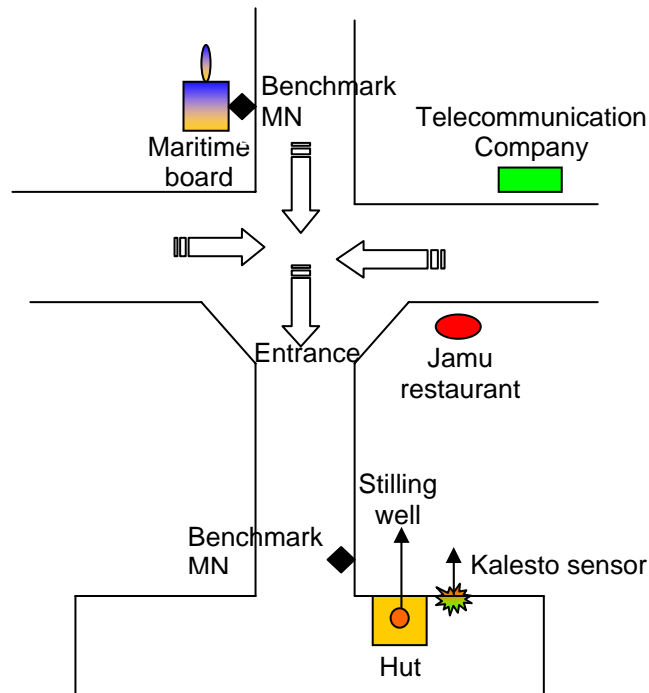 Benchmark
MN
Maritime
board
Telecommunication
Company
Entrance
Jamu
restaurant
Stilling
well
Benchmark
MN
Kalesto sensor
Hut